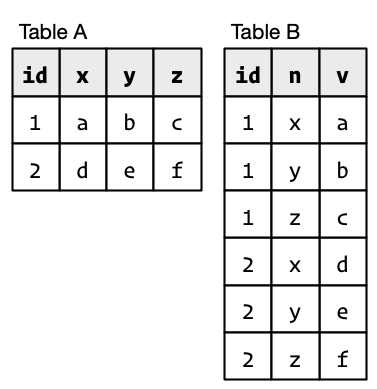 Table A
id x y z
1 a b c
2 d e f
Table B
id n v
1 x a
1 y b
1 z c
2 x d
2 y e
2 z f